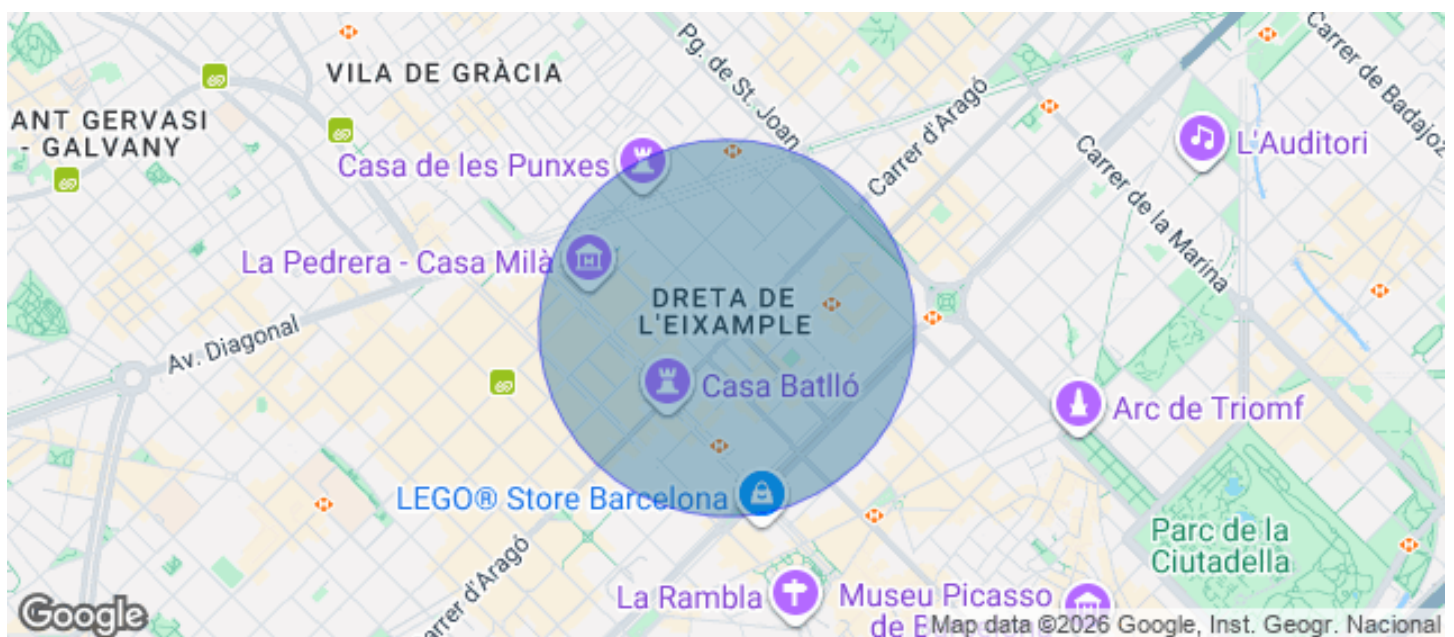 VILA DE GRÀCIA
ANT GERVASI
- GALVANY
Pg. de St. Joan
Carrer d'Aragó
Carrer de Badajoz
Casa de les Punxes
L'Auditori
Carrer de la Marina
La Pedrera - Casa Milà
DRETA DE
L'EIXAMPLE
Av. Diagonal
Casa Batlló
Arc de Triomf
LEGO® Store Barcelona
Parc de la
Ciutadella
Carrer d'Aragó
La Rambla
Museu Picasso
de B
Google
Map data ©2026 Google, Inst. Geogr. Nacional